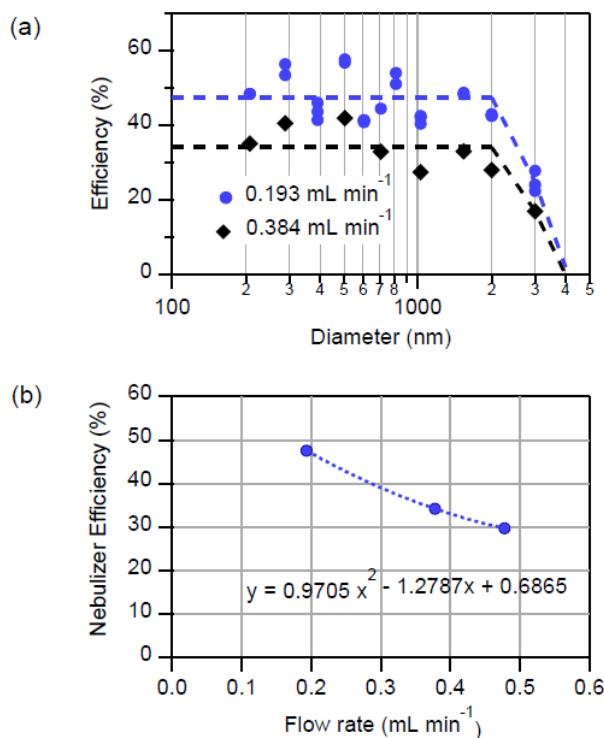 (a)
60
40
20
0
Efficiency (%)
0.193 mL min⁻¹
0.384 mL min⁻¹
2 3 4 5 6 7 8 2 3 4 5
100 1000
Diameter (nm)
(b)
60
50
40
30
20
10
0
Nebulizer Efficiency (%)
y = 0.9705 x² - 1.2787x + 0.6865
0.0 0.1 0.2 0.3 0.4 0.5 0.6
Flow rate (mL min⁻¹)